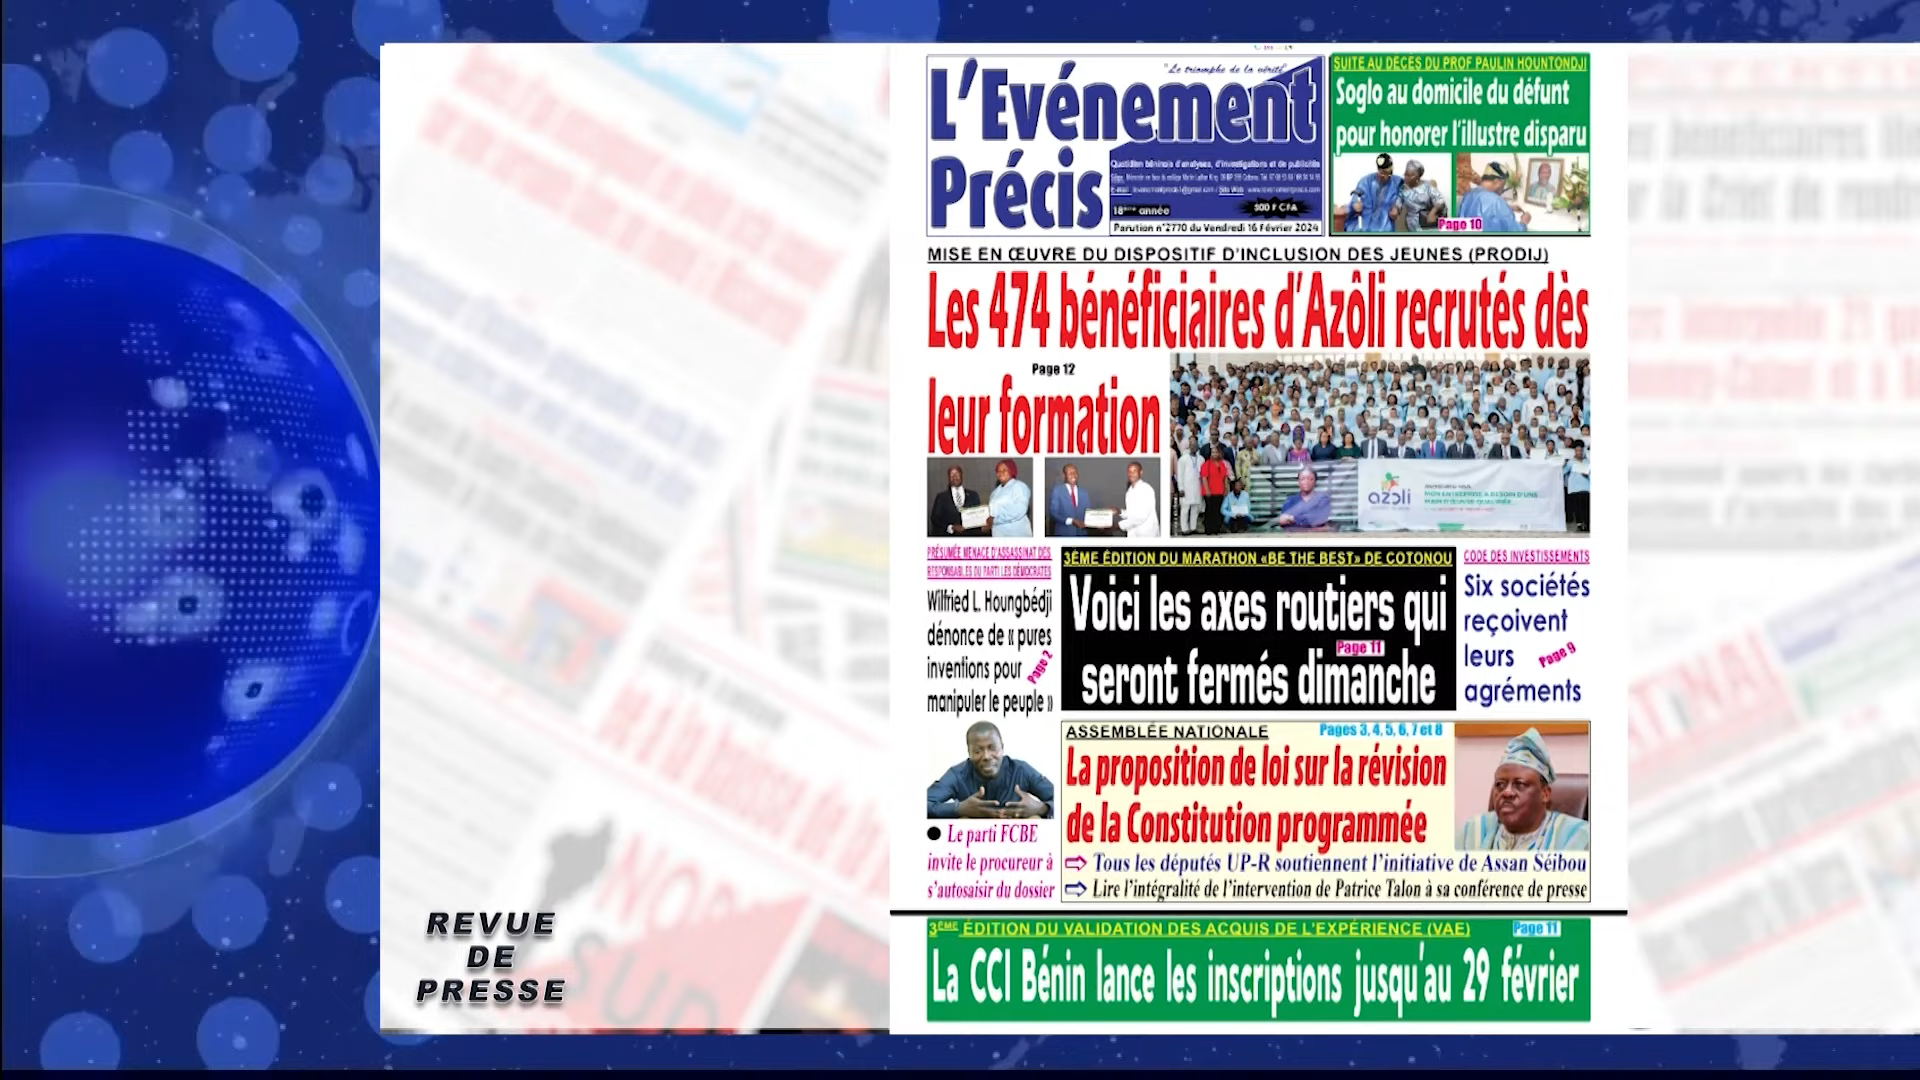 "Le triomphe de la vérité"
L'Evénement
Précis
Quotidien béninois d'analyses, d'investigations et de publicités
18ème année
500 F CFA
Parution n°2770 du Vendredi 16 Février 2024
SUITE AU DÉCÈS DU PROF PAULIN HOUNTONDJI
Soglo au domicile du défunt
pour honorer l'illustre disparu
Page 10
MISE EN ŒUVRE DU DISPOSITIF D'INCLUSION DES JEUNES (PRODIJ)
Les 474 bénéficiaires d'Azôli recrutés dès
Page 12
leur formation
azôli
MON ENTREPRISE A BESOIN D'UNE
PRÉSUMÉE MENACE D'ASSASSINAT DES
RESPONSABLES DU PARTI LES DÉMOCRATES
Wilfried L. Houngbédji
dénonce de « pures
inventions pour
manipuler le peuple »
Page 2
● Le parti FCBE
invite le procureur à
s'autosaisir du dossier
3ÈME ÉDITION DU MARATHON «BE THE BEST» DE COTONOU
Voici les axes routiers qui
Page 11
seront fermés dimanche
CODE DES INVESTISSEMENTS
Six sociétés
reçoivent
leurs
agréments
Page 9
ASSEMBLÉE NATIONALE
Pages 3, 4, 5, 6, 7 et 8
La proposition de loi sur la révision
de la Constitution programmée
⇨ Tous les députés UP-R soutiennent l'initiative de Assan Séibou
⇨ Lire l'intégralité de l'intervention de Patrice Talon à sa conférence de presse
3ÈME ÉDITION DU VALIDATION DES ACQUIS DE L'EXPÉRIENCE (VAE)
Page 11
La CCI Bénin lance les inscriptions jusqu'au 29 février
REVUE
DE
PRESSE